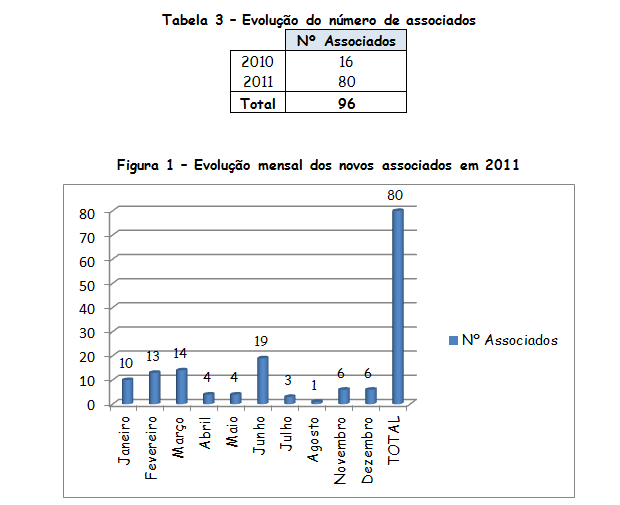 Tabela 3 – Evolução do número de associados
Nº Associados
2010 16
2011 80
Total 96
Figura 1 – Evolução mensal dos novos associados em 2011
80
70
60
50
40
30
20
10
0
10 13 14 4 4 19 3 1 6 6 80
Janeiro Fevereiro Março Abril Maio Junho Julho Agosto Novembro Dezembro TOTAL
Nº Associados